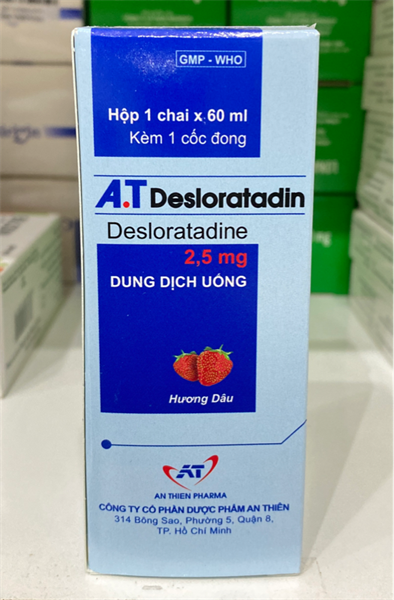 GMP - WHO
Hộp 1 chai x 60 ml
Kèm 1 cốc đong
A.T Desloratadin
Desloratadine
2,5 mg
DUNG DỊCH UỐNG
Hương Dâu
AT
AN THIEN PHARMA
CÔNG TY CỔ PHẦN DƯỢC PHẨM AN THIÊN
314 Bông Sao, Phường 5, Quận 8,
TP. Hồ Chí Minh